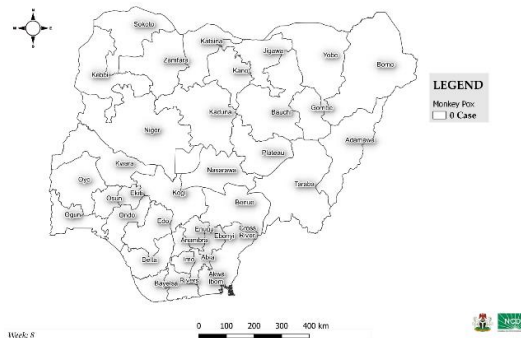 Sokoto
Katsina
Jigawa
Yobo
Borno
Zamfara
Kano
Kebbi
LEGEND
Monkey Pox
0 Case
Kaduna
Bauchi
Gombe
Niger
Adamawa
Plateau
Kwara
Nasarawa
Oyo
Taraba
Ekiti
Kogi
Osun
Benue
Ogun
Ondo
Edo
Enugu
Cross
River
Ebonyi
Anambra
Delta
Imo
Abia
Akwa
Ibom
Rivers
Bayelsa
Week: 8
0 100 200 300 400 km